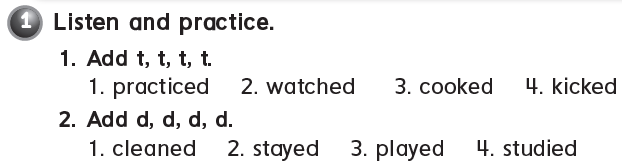 1 Listen and practice.
1. Add t, t, t, t.
1. practiced 2. watched 3. cooked 4. kicked
2. Add d, d, d, d.
1. cleaned 2. stayed 3. played 4. studied